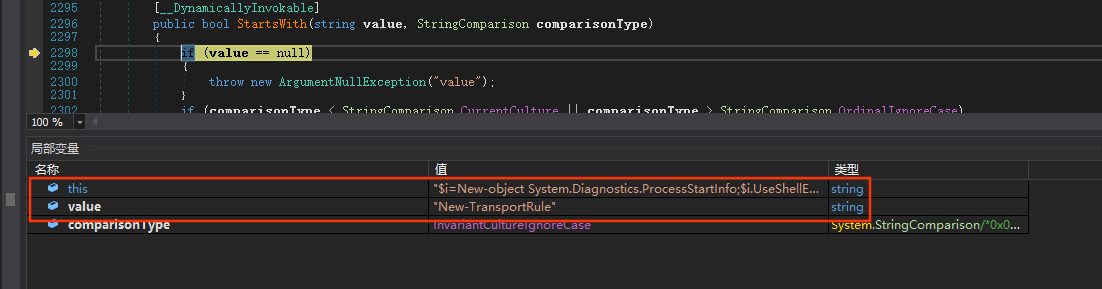 2295 [__DynamicallyInvokable]
2296 public bool StartsWith(string value, StringComparison comparisonType)
2297 {
2298 if (value == null)
2299 {
2300 throw new ArgumentNullException("value");
2301 }
2302 if (comparisonType < StringComparison.CurrentCulture || comparisonType > StringComparison.OrdinalIgnoreCase)
100 %
局部变量
名称 值 类型
this "$i=New-object System.Diagnostics.ProcessStartInfo;$i.UseShellE... string
value "New-TransportRule" string
comparisonType InvariantCultureIgnoreCase System.StringComparison/*0x0...